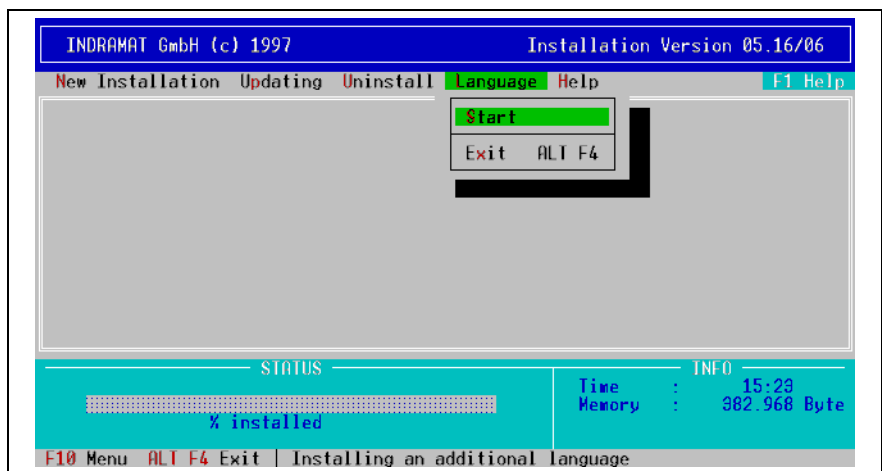 INDRAMAT GmbH (c) 1997 Installation Version 05.16/06
New Installation Updating Uninstall Language Help F1 Help
Start
Exit ALT F4
STATUS INFO
Time : 15:23
Memory : 382.968 Byte
% installed
F10 Menu ALT F4 Exit | Installing an additional language